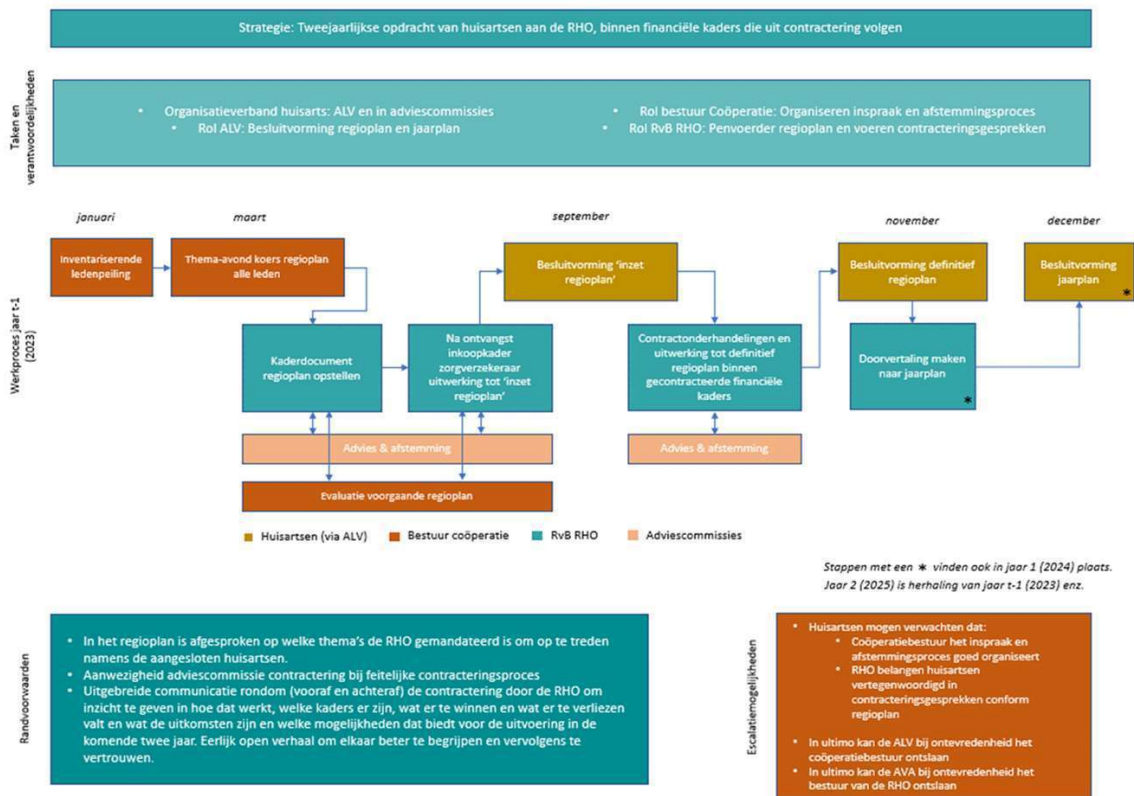 Strategie: Tweejaarlijkse opdracht van huisartsen aan de RHO, binnen financiële kaders die uit contractering volgen
Taken en
verantwoordelijkheden
• Organisatieverband huisarts: ALV en in adviescommissies
• Rol ALV: Besluitvorming regioplan en jaarplan
• Rol bestuur Coöperatie: Organiseren inspraak en afstemmingsproces
• Rol RvB RHO: Penvoerder regioplan en voeren contracteringsgesprekken
Werkproces jaar t-1
(2023)
januari
maart
september
november
december
Inventariserende
ledenpeiling
Thema-avond koers regioplan
alle leden
Besluitvorming 'inzet
regioplan'
Besluitvorming definitief
regioplan
Besluitvorming
jaarplan
*
Kaderdocument
regioplan opstellen
Na ontvangst
inkoopkader
zorgverzekeraar
uitwerking tot 'inzet
regioplan'
Contractonderhandelingen en
uitwerking tot definitief
regioplan binnen
gecontracteerde financiële
kaders
Doorvertaling maken
naar jaarplan
*
Advies & afstemming
Advies & afstemming
Evaluatie voorgaande regioplan
Huisartsen (via ALV)
Bestuur coöperatie
RvB RHO
Adviescommissies
Stappen met een * vinden ook in jaar 1 (2024) plaats.
Jaar 2 (2025) is herhaling van jaar t-1 (2023) enz.
Randvoorwaarden
• In het regioplan is afgesproken op welke thema's de RHO gemandateerd is om op te treden
namens de aangesloten huisartsen.
• Aanwezigheid adviescommissie contractering bij feitelijke contracteringsproces
• Uitgebreide communicatie rondom (vooraf en achteraf) de contractering door de RHO om
inzicht te geven in hoe dat werkt, welke kaders er zijn, wat er te winnen en wat er te verliezen
valt en wat de uitkomsten zijn en welke mogelijkheden dat biedt voor de uitvoering in de
komende twee jaar. Eerlijk open verhaal om elkaar beter te begrijpen en vervolgens te
vertrouwen.
Escalatiemogelijkheden
• Huisartsen mogen verwachten dat:
• Coöperatiebestuur het inspraak en
afstemmingsproces goed organiseert
• RHO belangen huisartsen
vertegenwoordigd in
contracteringsgesprekken conform
regioplan
• In ultimo kan de ALV bij ontevredenheid het
coöperatiebestuur ontslaan
• In ultimo kan de AVA bij ontevredenheid het
bestuur van de RHO ontslaan